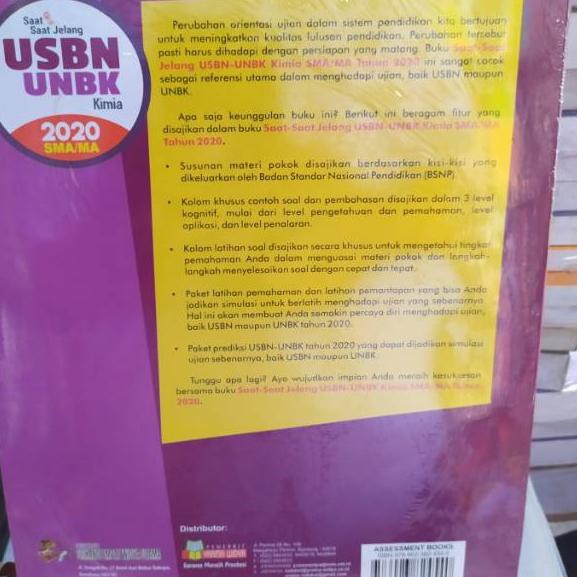 Saat
Saat Jelang
USBN
UNBK
Kimia
2020
SMA/MA
Perubahan orientasi ujian dalam sistem pendidikan kita bertujuan
untuk meningkatkan kualitas lulusan pendidikan. Perubahan tersebut
pasti harus dihadapi dengan persiapan yang matang. Buku Saat-Saat
Jelang USBN-UNBK Kimia SMA/MA Tahun 2020 ini sangat cocok
sebagai referensi utama dalam menghadapi ujian, baik USBN maupun
UNBK.
Apa saja keunggulan buku ini? Berikut ini beragam fitur yang
disajikan dalam buku Saat-Saat Jelang USBN-UNBK Kimia SMA/MA
Tahun 2020.
• Susunan materi pokok disajikan berdasarkan kisi-kisi yang
dikeluarkan oleh Badan Standar Nasional Pendidikan (BSNP).
• Kolom khusus contoh soal dan pembahasan disajikan dalam 3 level
kognitif, mulai dari level pengetahuan dan pemahaman, level
aplikasi, dan level penalaran.
• Kolom latihan soal disajikan secara khusus untuk mengetahui tingkat
pemahaman Anda dalam menguasai materi pokok dan langkah-
langkah menyelesaikan soal dengan cepat dan tepat.
• Paket latihan pemahaman dan latihan pemantapan yang bisa Anda
jadikan simulasi untuk berlatih menghadapi ujian yang sebenarnya.
Hal ini akan membuat Anda semakin percaya diri menghadapi ujian,
baik USBN maupun UNBK tahun 2020.
• Paket prediksi USBN-UNBK tahun 2020 yang dapat dijadikan simulasi
ujian sebenarnya, baik USBN maupun UNBK.
Tunggu apa lagi? Ayo wujudkan impian Anda meraih kesuksesan
bersama buku Saat-Saat Jelang USBN-UNBK Kimia SMA/MA Tahun
2020.
Distributor:
PENERBIT
YRAMA WIDYA
Sarana Meraih Prestasi
ASSESSMENT BOOKS